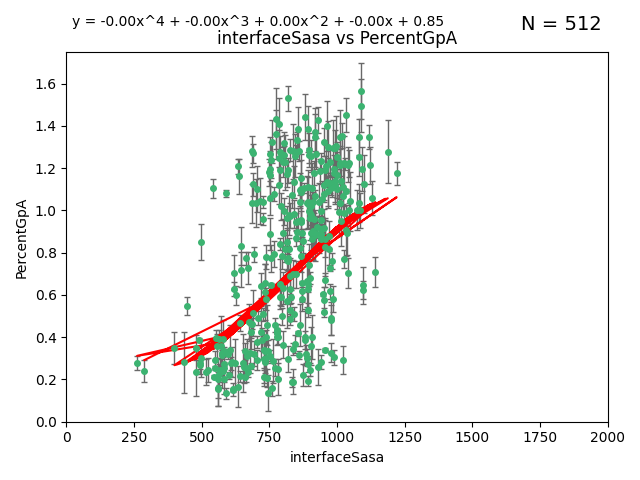 y = -0.00x^4 + -0.00x^3 + 0.00x^2 + -0.00x + 0.85
N = 512
interfaceSasa vs PercentGpA
PercentGpA
1.6
1.4
1.2
1.0
0.8
0.6
0.4
0.2
0.0
0 250 500 750 1000 1250 1500 1750 2000
interfaceSasa